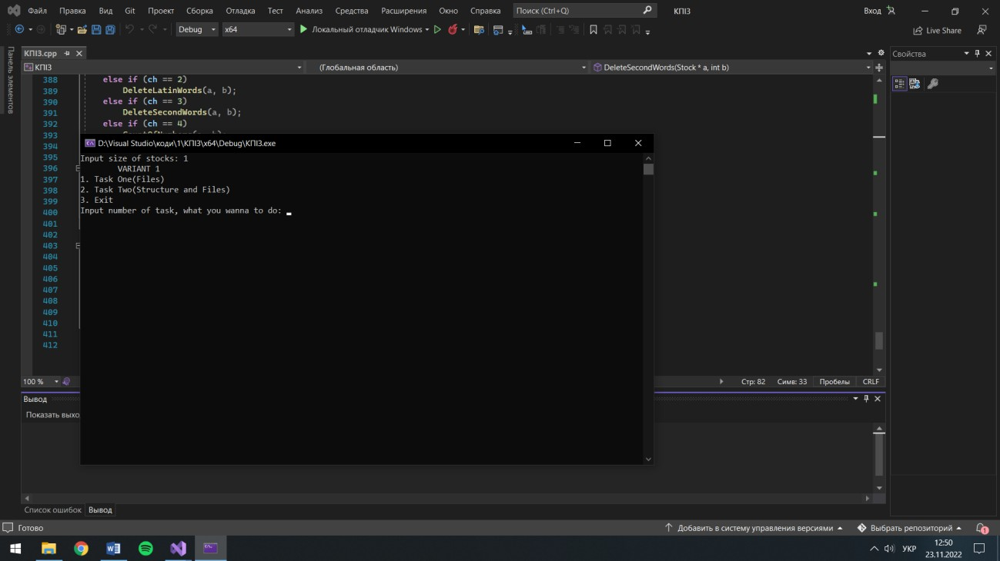 Файл Правка Вид Git Проект Сборка Отладка Тест Анализ Средства Расширения Окно Справка Поиск (Ctrl+Q) КПІЗ Вход
Debug x64 Локальный отладчик Windows Live Share
Панель элементов
КПІЗ.cpp Свойства
КПІЗ (Глобальная область) DeleteSecondWords(Stock * a, int b)
388 else if (ch == 2)
389 DeleteLatinWords(a, b);
390 else if (ch == 3)
391 DeleteSecondWords(a, b);
392 else if (ch == 4)
393
394
395
396
397
398
399
400
401
402
403
404
405
406
407
408
409
410
411
412
D:\Visual Studio\коди\1\КПІЗ\x64\Debug\КПІЗ.exe
Input size of stocks: 1
VARIANT 1
1. Task One(Files)
2. Task Two(Structure and Files)
3. Exit
Input number of task, what you wanna to do:
100 % Стр: 82 Симв: 33 Пробелы CRLF
Вывод
Показать выхо
Список ошибок Вывод
Готово Добавить в систему управления версиями Выбрать репозиторий 1
УКР 12:50
23.11.2022